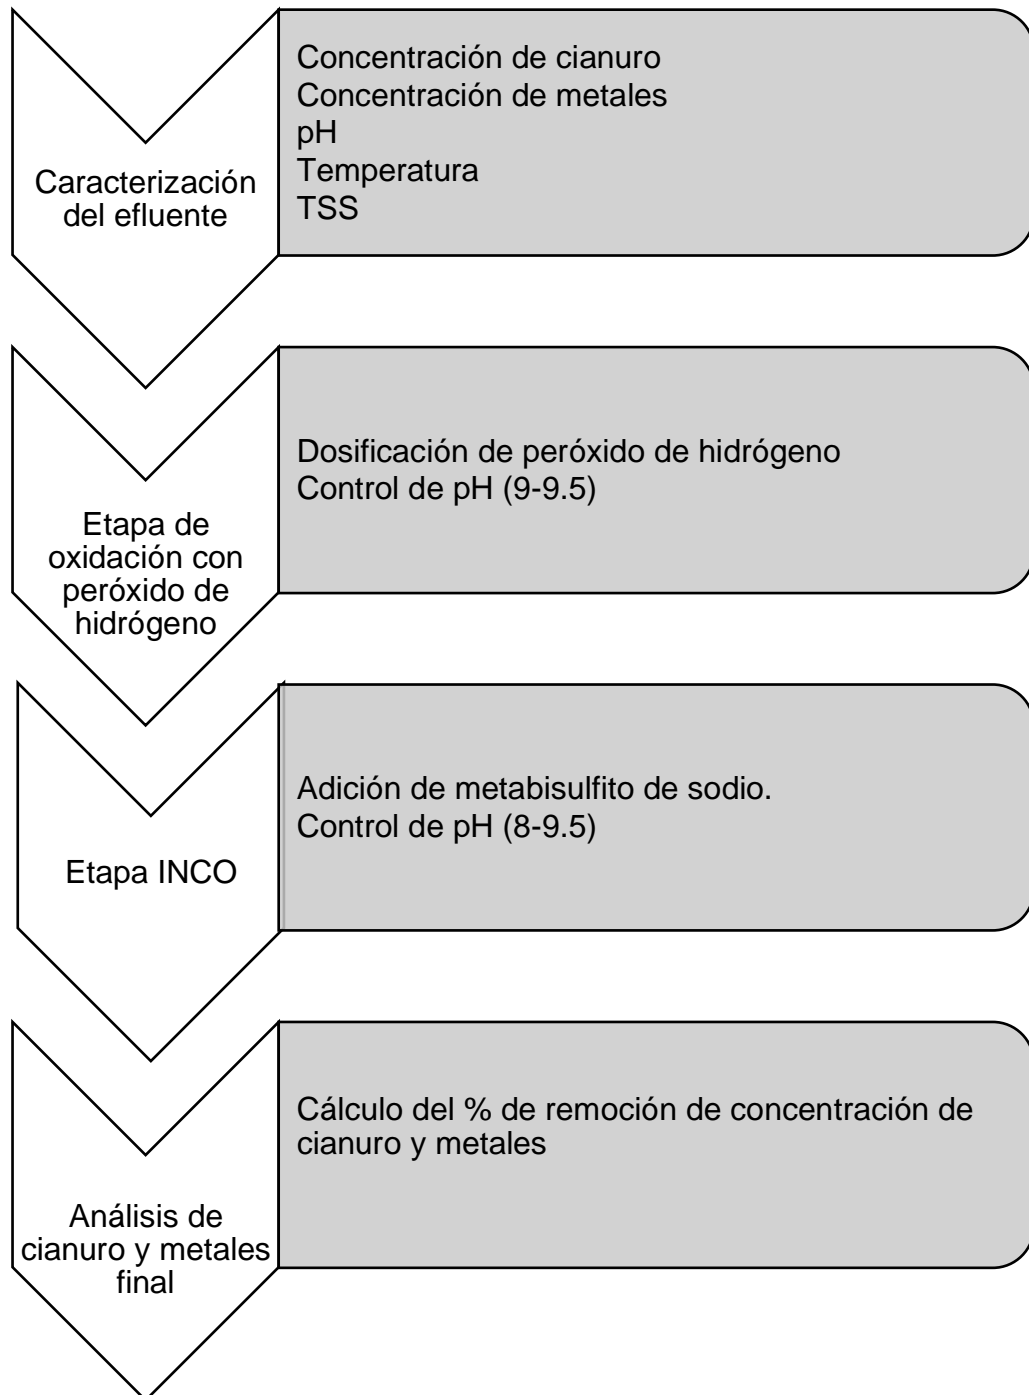 Caracterización
del efluente
Concentración de cianuro
Concentración de metales
pH
Temperatura
TSS
Etapa de
oxidación con
peróxido de
hidrógeno
Dosificación de peróxido de hidrógeno
Control de pH (9-9.5)
Etapa INCO
Adición de metabisulfito de sodio.
Control de pH (8-9.5)
Análisis de
cianuro y metales
final
Cálculo del % de remoción de concentración de
cianuro y metales